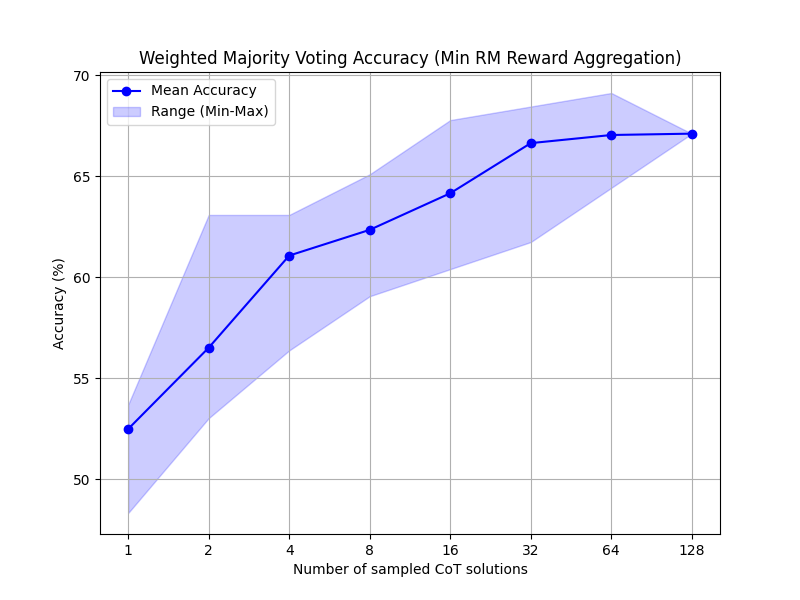 Weighted Majority Voting Accuracy (Min RM Reward Aggregation)
Mean Accuracy
Range (Min-Max)
Accuracy (%)
70
65
60
55
50
1 2 4 8 16 32 64 128
Number of sampled CoT solutions